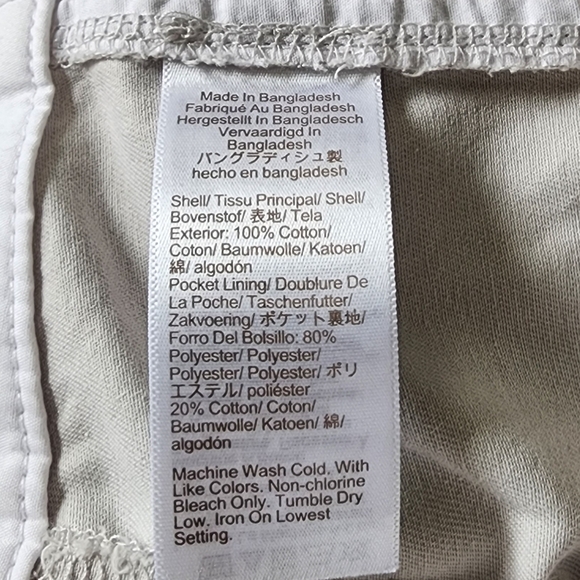 Made In Bangladesh
Fabriqué Au Bangladesh
Hergestellt In Bangladesch
Vervaardigd In
Bangladesh
バングラディシュ製
hecho en bangladesh
Shell/ Tissu Principal/ Shell/
Bovenstof/ 表地/ Tela
Exterior: 100% Cotton/
Coton/ Baumwolle/ Katoen/
綿/ algodón
Pocket Lining/ Doublure De
La Poche/ Taschenfutter/
Zakvoering/ ポケット裏地/
Forro Del Bolsillo: 80%
Polyester/ Polyester/
Polyester/ Polyester/ ポリ
エステル/ poliéster
20% Cotton/ Coton/
Baumwolle/ Katoen/ 綿/
algodón
Machine Wash Cold. With
Like Colors. Non-chlorine
Bleach Only. Tumble Dry
Low. Iron On Lowest
Setting.